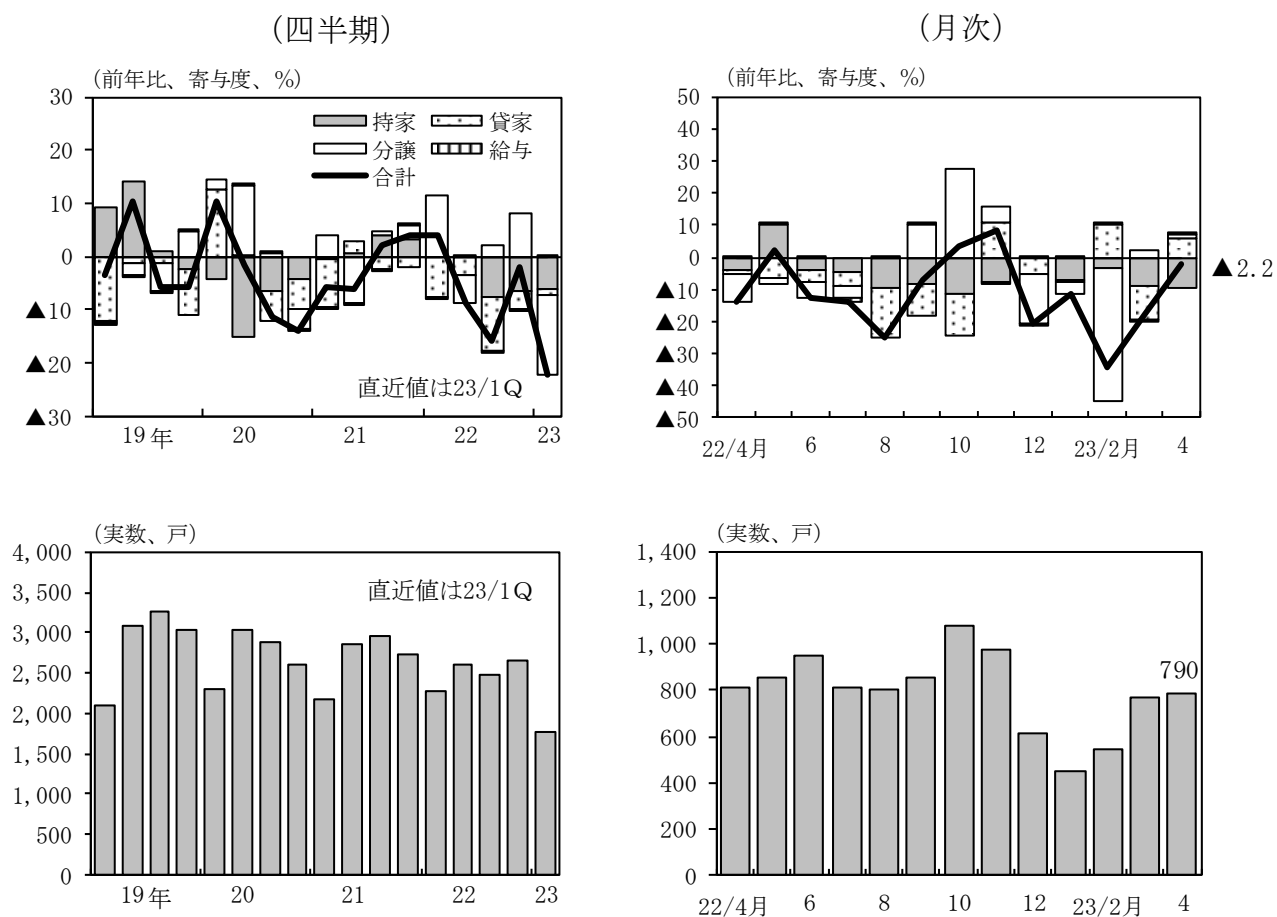 (四半期)
(前年比、寄与度、%)
30
20
10
0
▲10
▲20
▲30
持家
貸家
分譲
給与
合計
直近値は23/1Q
19年 20 21 22 23
(月次)
(前年比、寄与度、%)
50
40
30
20
10
0
▲10
▲20
▲30
▲40
▲50
▲2.2
22/4月 6 8 10 12 23/2月 4
(実数、戸)
4,000
3,500
3,000
2,500
2,000
1,500
1,000
500
0
直近値は23/1Q
19年 20 21 22 23
(実数、戸)
1,400
1,200
1,000
800
600
400
200
0
790
22/4月 6 8 10 12 23/2月 4